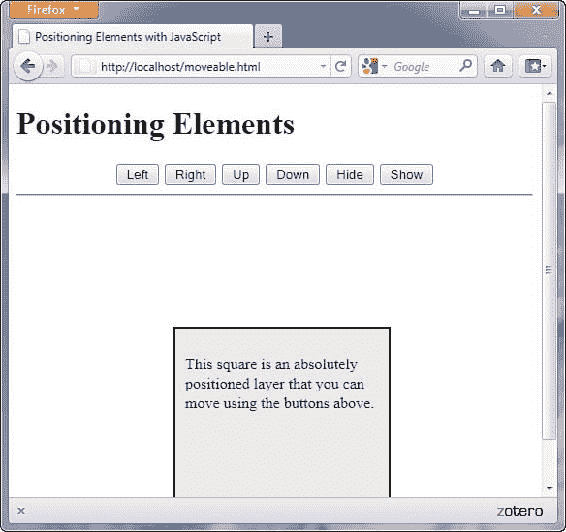 Firefox
Positioning Elements with JavaScript
http://localhost/moveable.html
Google
Positioning Elements
Left Right Up Down Hide Show
This square is an absolutely
positioned layer that you can
move using the buttons above.
zotero